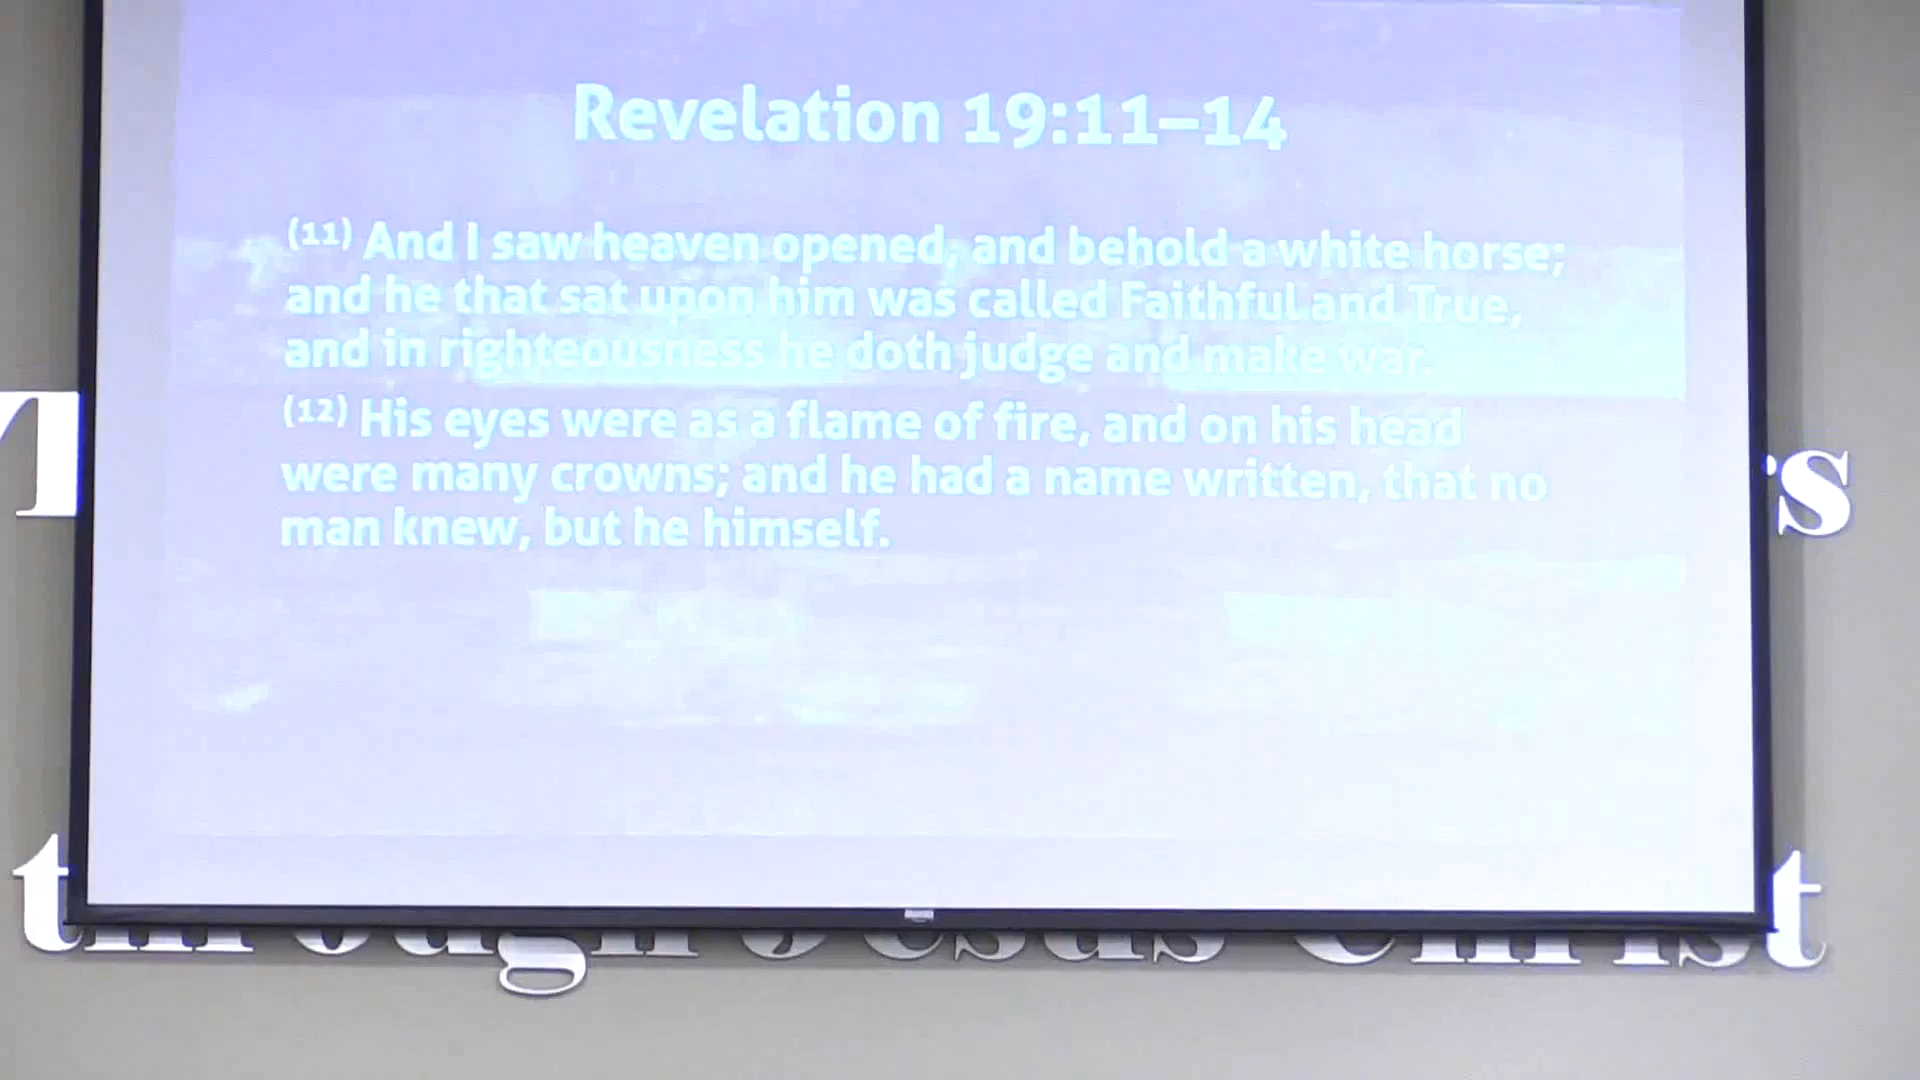 Revelation 19:11–14
(11) And I saw heaven opened, and behold a white horse;
and he that sat upon him was called Faithful and True,
and in righteousness he doth judge and make war.
(12) His eyes were as a flame of fire, and on his head
were many crowns; and he had a name written, that no
man knew, but he himself.
through Jesus Christ